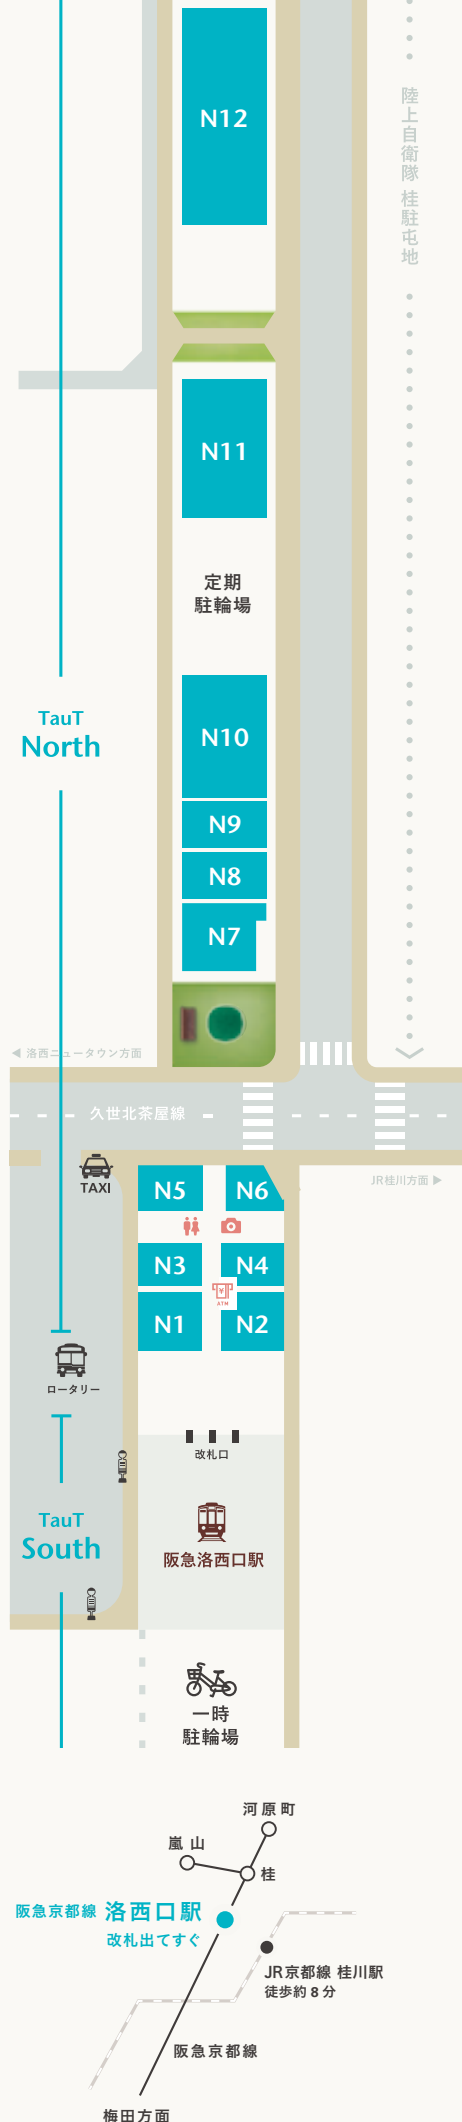 N12
陸上自衛隊 桂駐屯地
N11
定期
駐輪場
TauT
North
N10
N9
N8
N7
◀ 洛西ニュータウン方面
久世北茶屋線
TAXI
JR桂川方面 ▶
N5
N6
N3
N4
ATM
N1
N2
ロータリー
改札口
TauT
South
阪急洛西口駅
一時
駐輪場
河原町
嵐山
桂
阪急京都線 洛西口駅
改札出てすぐ
JR京都線 桂川駅
徒歩約 8 分
阪急京都線
梅田方面